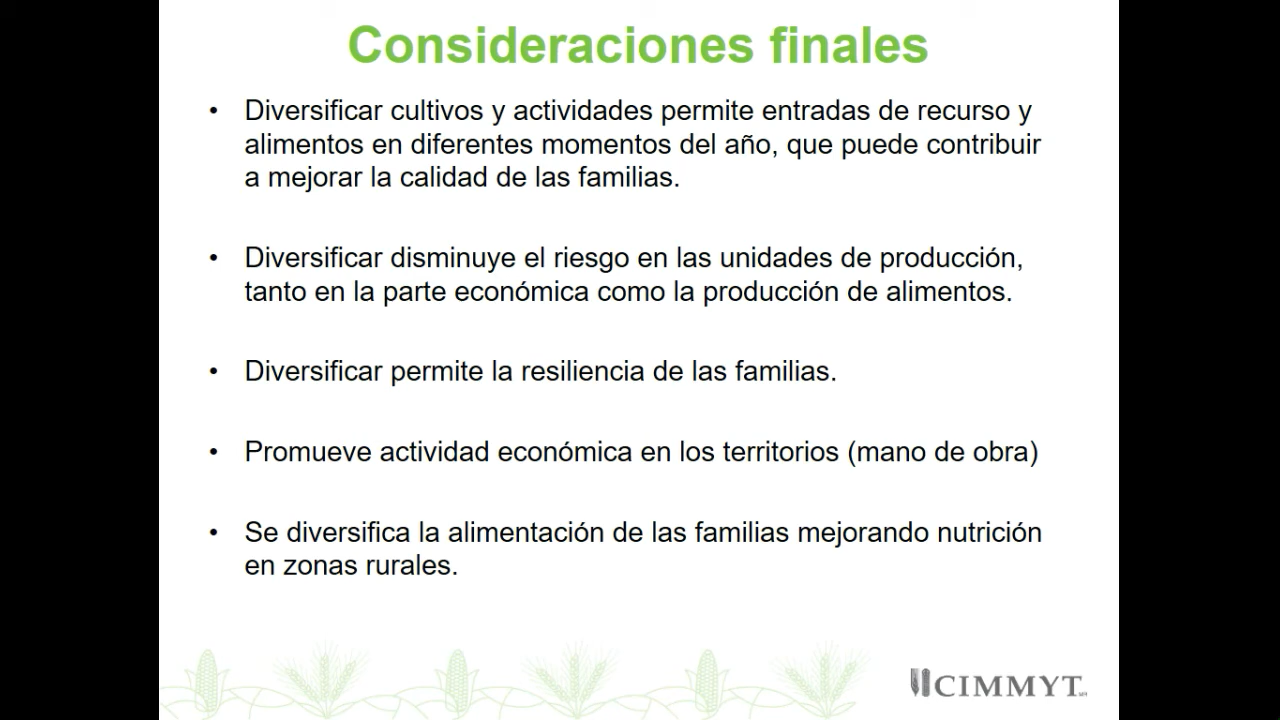 Consideraciones finales
• Diversificar cultivos y actividades permite entradas de recurso y
alimentos en diferentes momentos del año, que puede contribuir
a mejorar la calidad de las familias.
• Diversificar disminuye el riesgo en las unidades de producción,
tanto en la parte económica como la producción de alimentos.
• Diversificar permite la resiliencia de las familias.
• Promueve actividad económica en los territorios (mano de obra)
• Se diversifica la alimentación de las familias mejorando nutrición
en zonas rurales.
CIMMYT